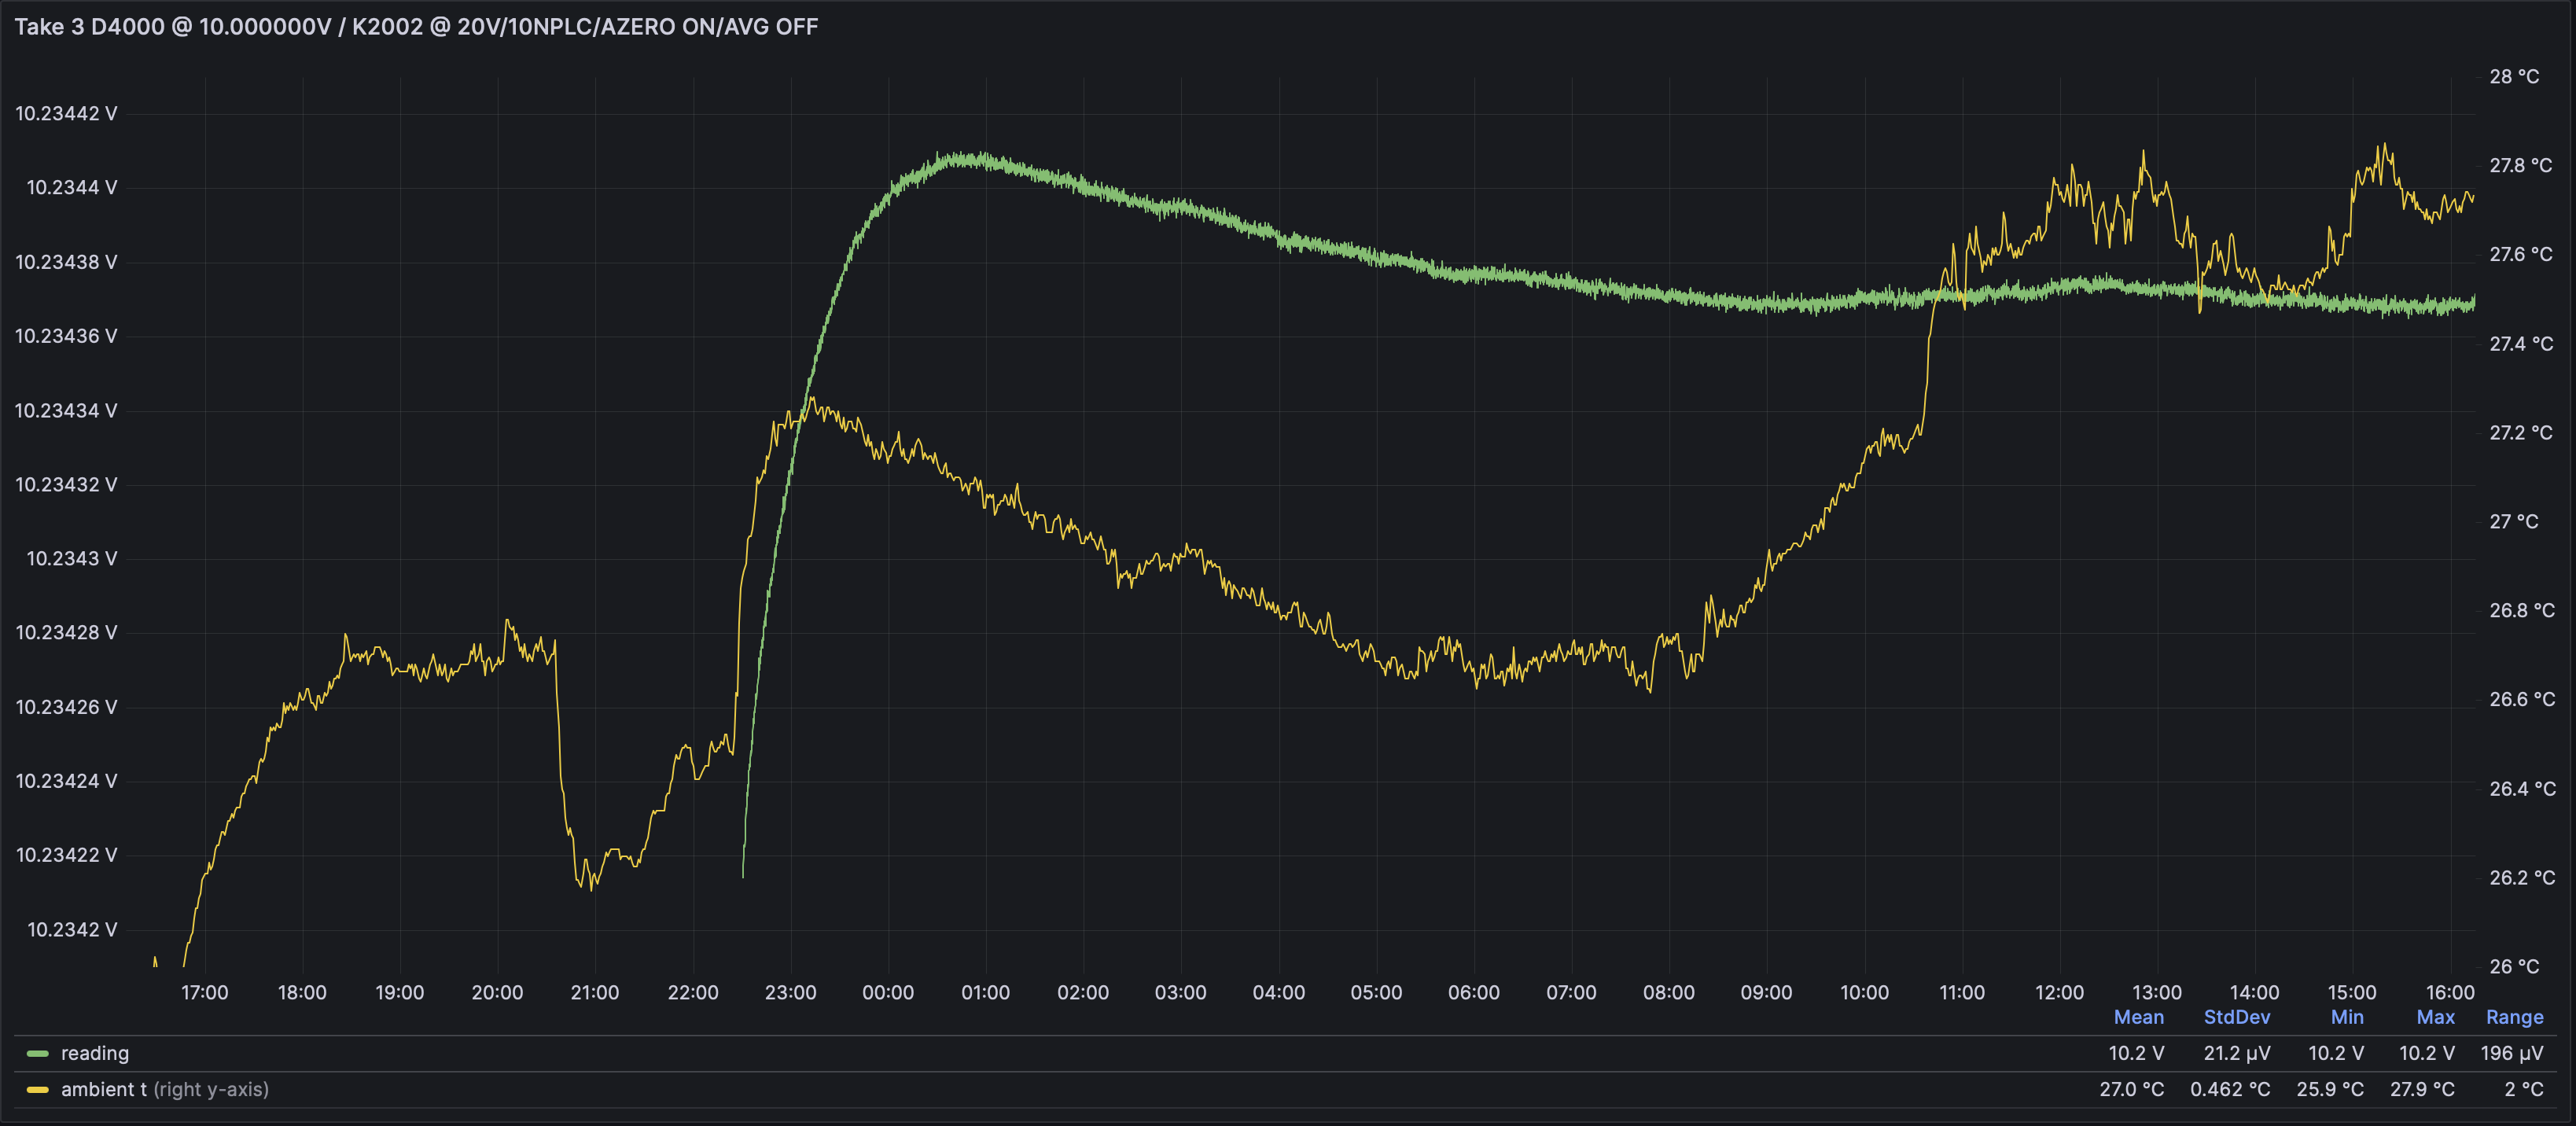 Take 3 D4000 @ 10.000000V / K2002 @ 20V/10NPLC/AZERO ON/AVG OFF
28 °C
10.23442 V
27.8 °C
10.2344 V
27.6 °C
10.23438 V
10.23436 V
27.4 °C
10.23434 V
27.2 °C
10.23432 V
27 °C
10.2343 V
26.8 °C
10.23428 V
26.6 °C
10.23426 V
10.23424 V
26.4 °C
10.23422 V
26.2 °C
10.2342 V
26 °C
17:00 18:00 19:00 20:00 21:00 22:00 23:00 00:00 01:00 02:00 03:00 04:00 05:00 06:00 07:00 08:00 09:00 10:00 11:00 12:00 13:00 14:00 15:00 16:00
Mean StdDev Min Max Range
reading 10.2 V 21.2 µV 10.2 V 10.2 V 196 µV
ambient t (right y-axis) 27.0 °C 0.462 °C 25.9 °C 27.9 °C 2 °C